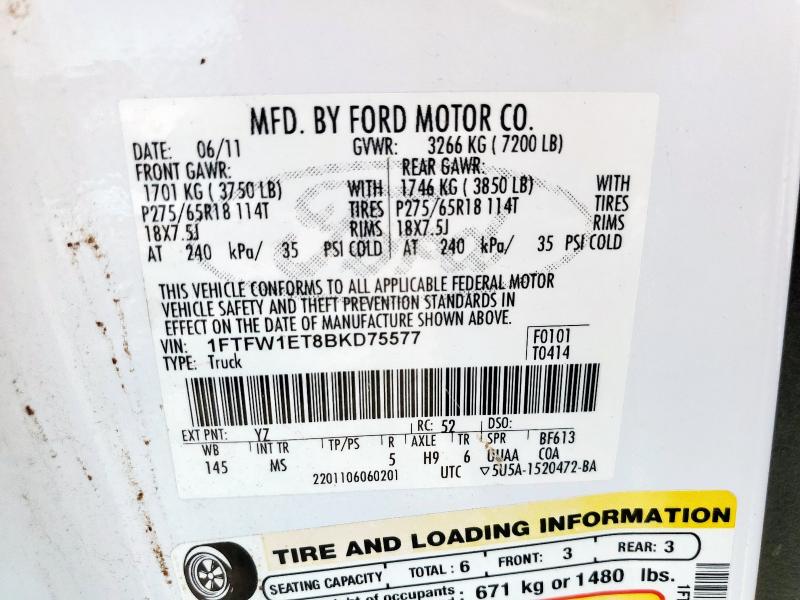 MFD. BY FORD MOTOR CO.
DATE: 06/11 GVWR: 3266 KG ( 7200 LB)
FRONT GAWR: REAR GAWR:
1701 KG ( 3750 LB) WITH 1746 KG ( 3850 LB) WITH
P275/65R18 114T TIRES P275/65R18 114T TIRES
18X7.5J RIMS 18X7.5J RIMS
AT 240 kPa/ 35 PSI COLD AT 240 kPa/ 35 PSI COLD
THIS VEHICLE CONFORMS TO ALL APPLICABLE FEDERAL MOTOR
VEHICLE SAFETY AND THEFT PREVENTION STANDARDS IN
EFFECT ON THE DATE OF MANUFACTURE SHOWN ABOVE.
VIN: 1FTFW1ET8BKD75577 F0101
TYPE: Truck T0414
EXT PNT: YZ RC: 52 DSO:
WB INT TR TP/PS R AXLE TR SPR BF613
145 MS 5 H9 6 UUAA COA
2201106060201 UTC ▽5U5A-1520472-BA
TIRE AND LOADING INFORMATION
SEATING CAPACITY TOTAL : 6 FRONT: 3 REAR: 3
of occupants : 671 kg or 1480 lbs.